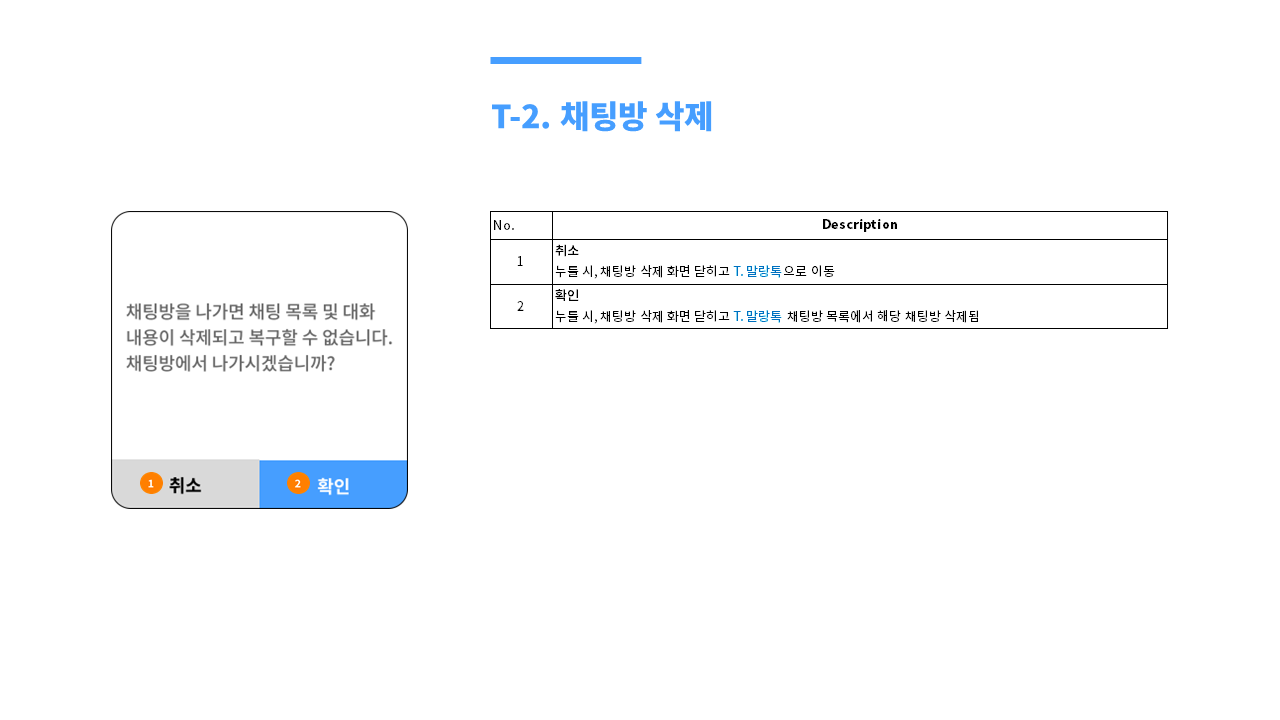 T-2. 채팅방 삭제
채팅방을 나가면 채팅 목록 및 대화
내용이 삭제되고 복구할 수 없습니다.
채팅방에서 나가시겠습니까?
1 취소
2 확인
No. Description
1 취소
누를 시, 채팅방 삭제 화면 닫히고 T. 말랑톡으로 이동
2 확인
누를 시, 채팅방 삭제 화면 닫히고 T. 말랑톡 채팅방 목록에서 해당 채팅방 삭제됨